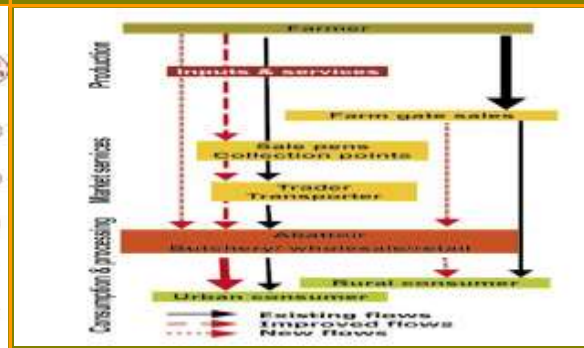 Farmer
Production
Inputs & services
Farm gate sales
Sale pens
Collection points
Market services
Trader
Transporter
Abattoir
Butchery/ wholesale/retail
Consumption & processing
Rural consumer
Urban consumer
Existing flows
Improved flows
New flows